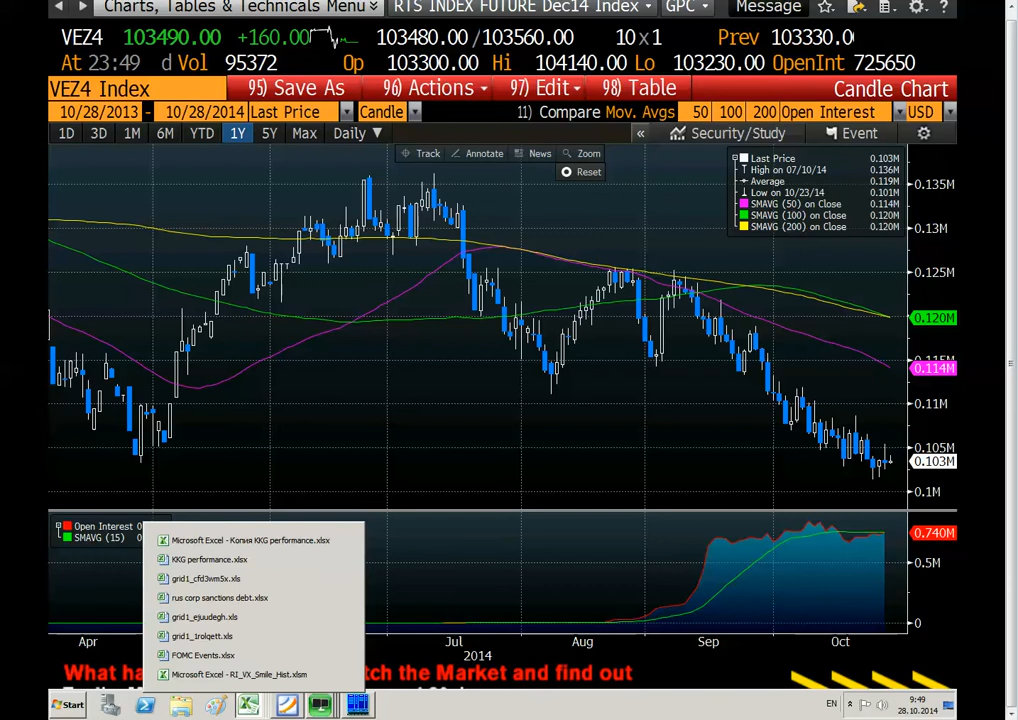 Charts, Tables & Technicals Menu RTS INDEX FUTURE Dec14 Index GPC Message
VEZ4 103490.00 +160.00 103480.00/103560.00 10x1 Prev 103330.00
At 23:49 d Vol 95372 Op 103300.00 Hi 104140.00 Lo 103230.00 OpenInt 725650
VEZ4 Index 95) Save As 96) Actions 97) Edit 98) Table Candle Chart
10/28/2013 - 10/28/2014 Last Price Candle 11) Compare Mov. Avgs 50 100 200 Open Interest USD
1D 3D 1M 6M YTD 1Y 5Y Max Daily ▼ « Security/Study Event
Track Annotate News Zoom
Reset
Last Price 0.103M
High on 07/10/14 0.136M
Average 0.119M
Low on 10/23/14 0.101M
SMAVG (50) on Close 0.114M
SMAVG (100) on Close 0.120M
SMAVG (200) on Close 0.120M
0.135M
0.13M
0.125M
0.120M
0.115M
0.114M
0.11M
0.105M
0.103M
0.1M
Open Interest 0
SMAVG (15) 0
0.740M
0.5M
0
Microsoft Excel - Копия KKG performance.xlsx
KKG performance.xlsx
grid1_cfd3wm5x.xls
rus corp sanctions debt.xlsx
grid1_ejuudegh.xls
grid1_1rolqett.xls
FOMC Events.xlsx
Microsoft Excel - RI_VX_Smile_Hist.xlsm
Apr Jul Aug Sep Oct
2014
What ha tch the Market and find out
Start EN 9:49
28.10.2014